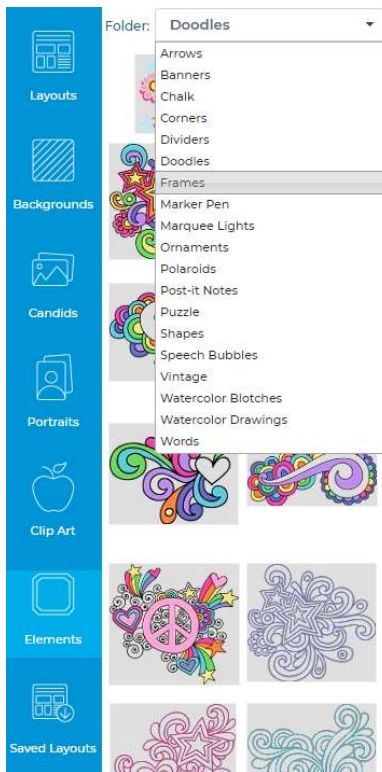 Folder: Doodles
Arrows
Banners
Chalk
Corners
Dividers
Doodles
Frames
Marker Pen
Marquee Lights
Ornaments
Polaroids
Post-it Notes
Puzzle
Shapes
Speech Bubbles
Vintage
Watercolor Blotches
Watercolor Drawings
Words
Layouts
Backgrounds
Candids
Portraits
Clip Art
Elements
Saved Layouts